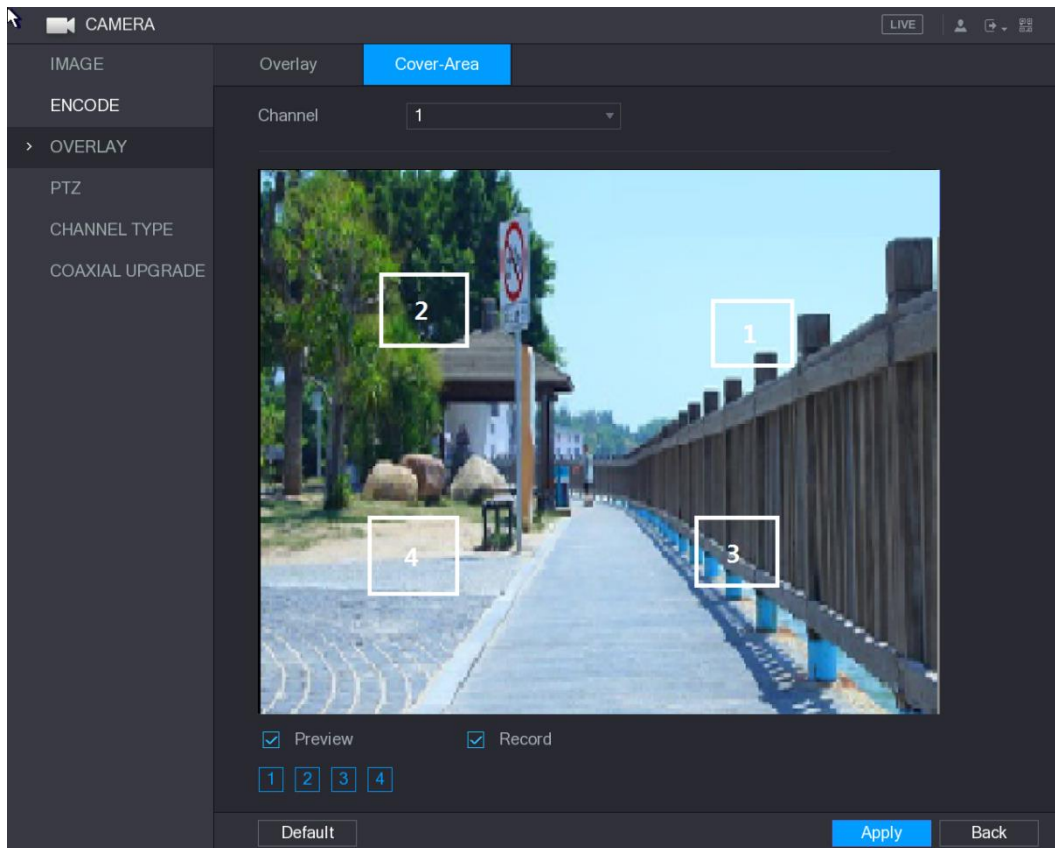 CAMERA
LIVE
IMAGE
ENCODE
OVERLAY
PTZ
CHANNEL TYPE
COAXIAL UPGRADE
Overlay
Cover-Area
Channel
1
2
1
4
3
Preview
Record
1
2
3
4
Default
Apply
Back